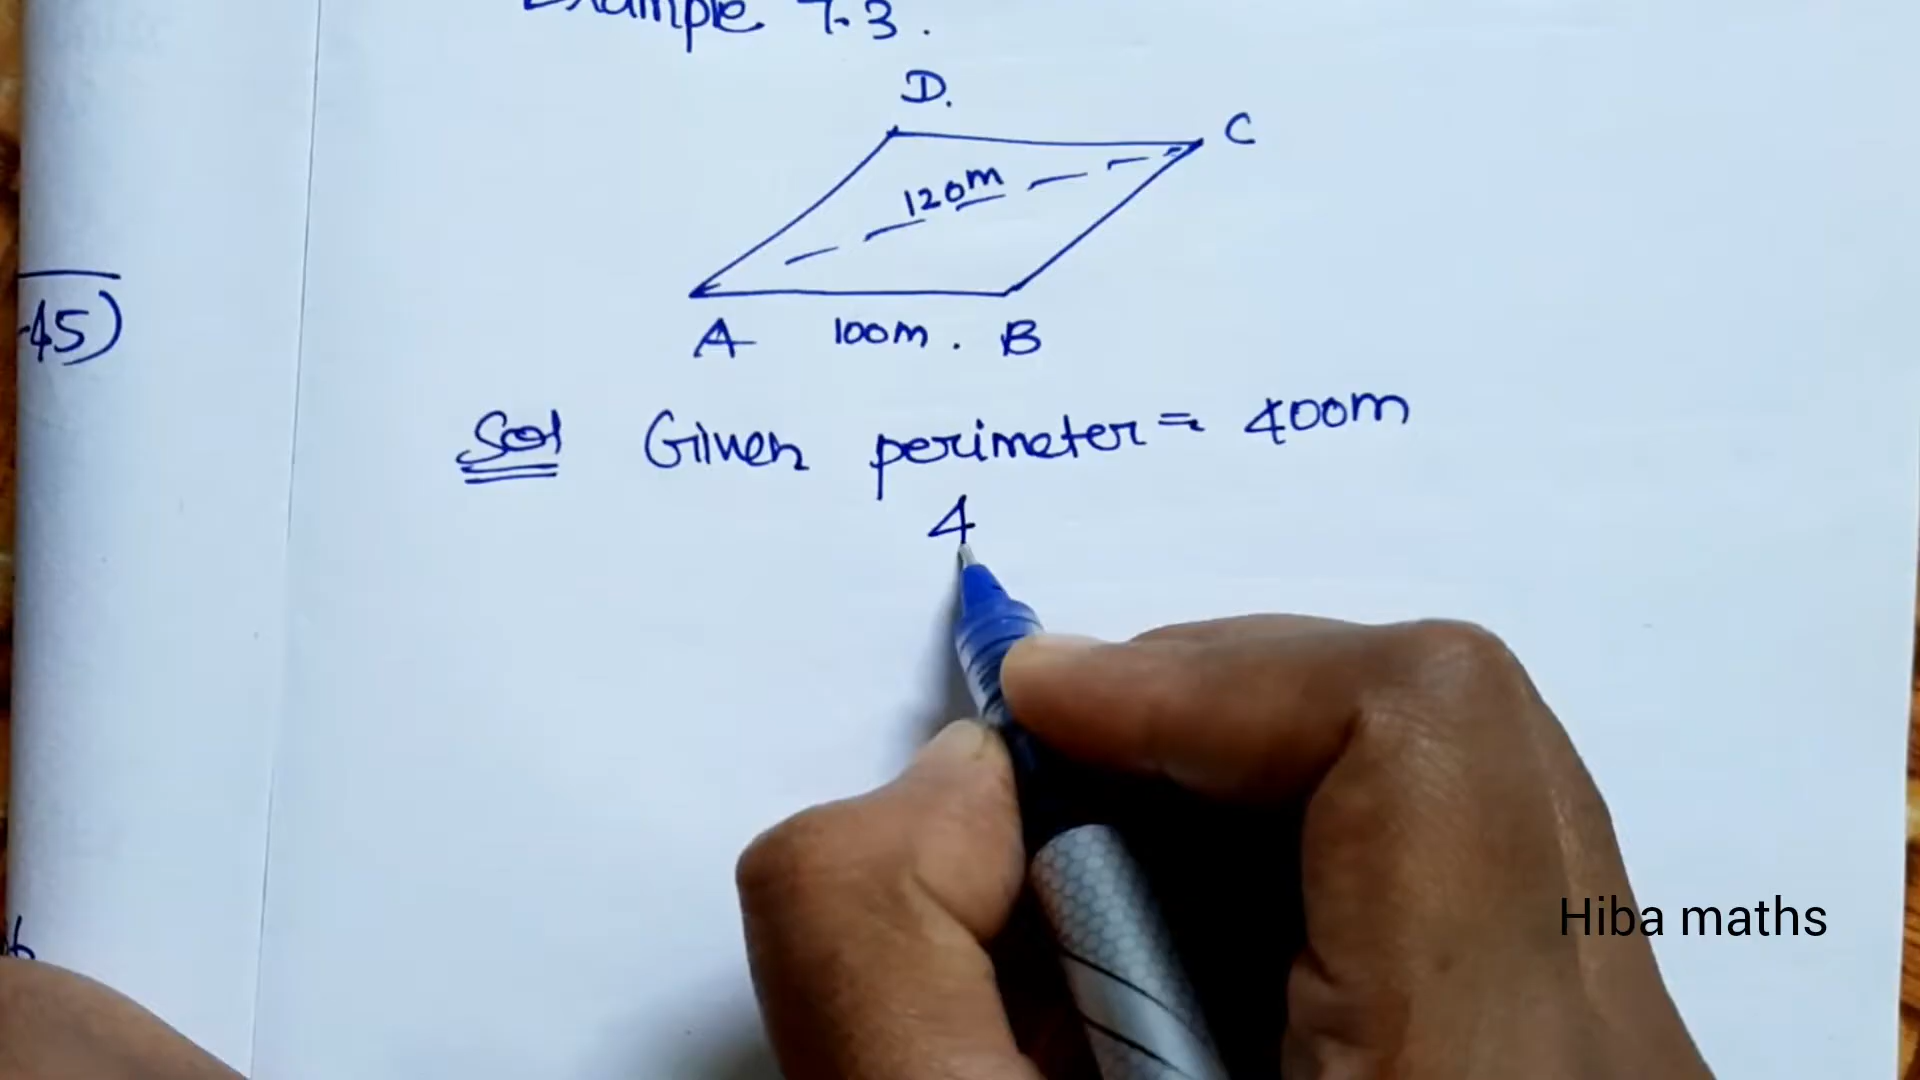 Example 7.3.
D.
C
120m
A 100m. B
-45)
Sol Given perimeter = 400m
4
Hiba maths